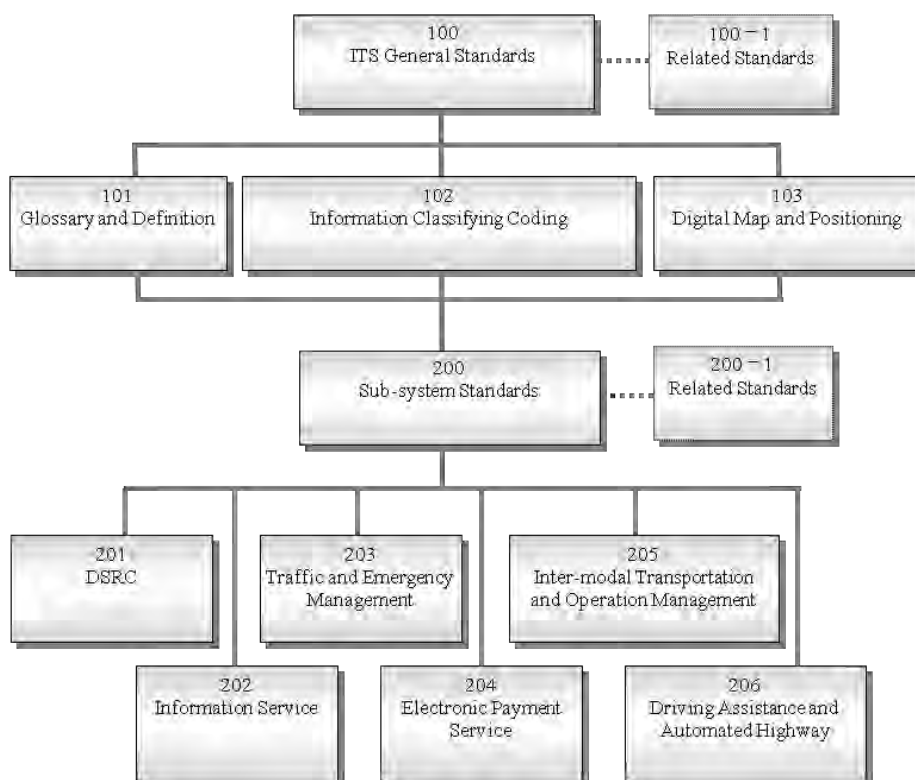 100
ITS General Standards
100-1
Related Standards
101
Glossary and Definition
102
Information Classifying Coding
103
Digital Map and Positioning
200
Sub-system Standards
200-1
Related Standards
201
DSRC
203
Traffic and Emergency
Management
205
Inter-modal Transportation
and Operation Management
202
Information Service
204
Electronic Payment
Service
206
Driving Assistance and
Automated Highway